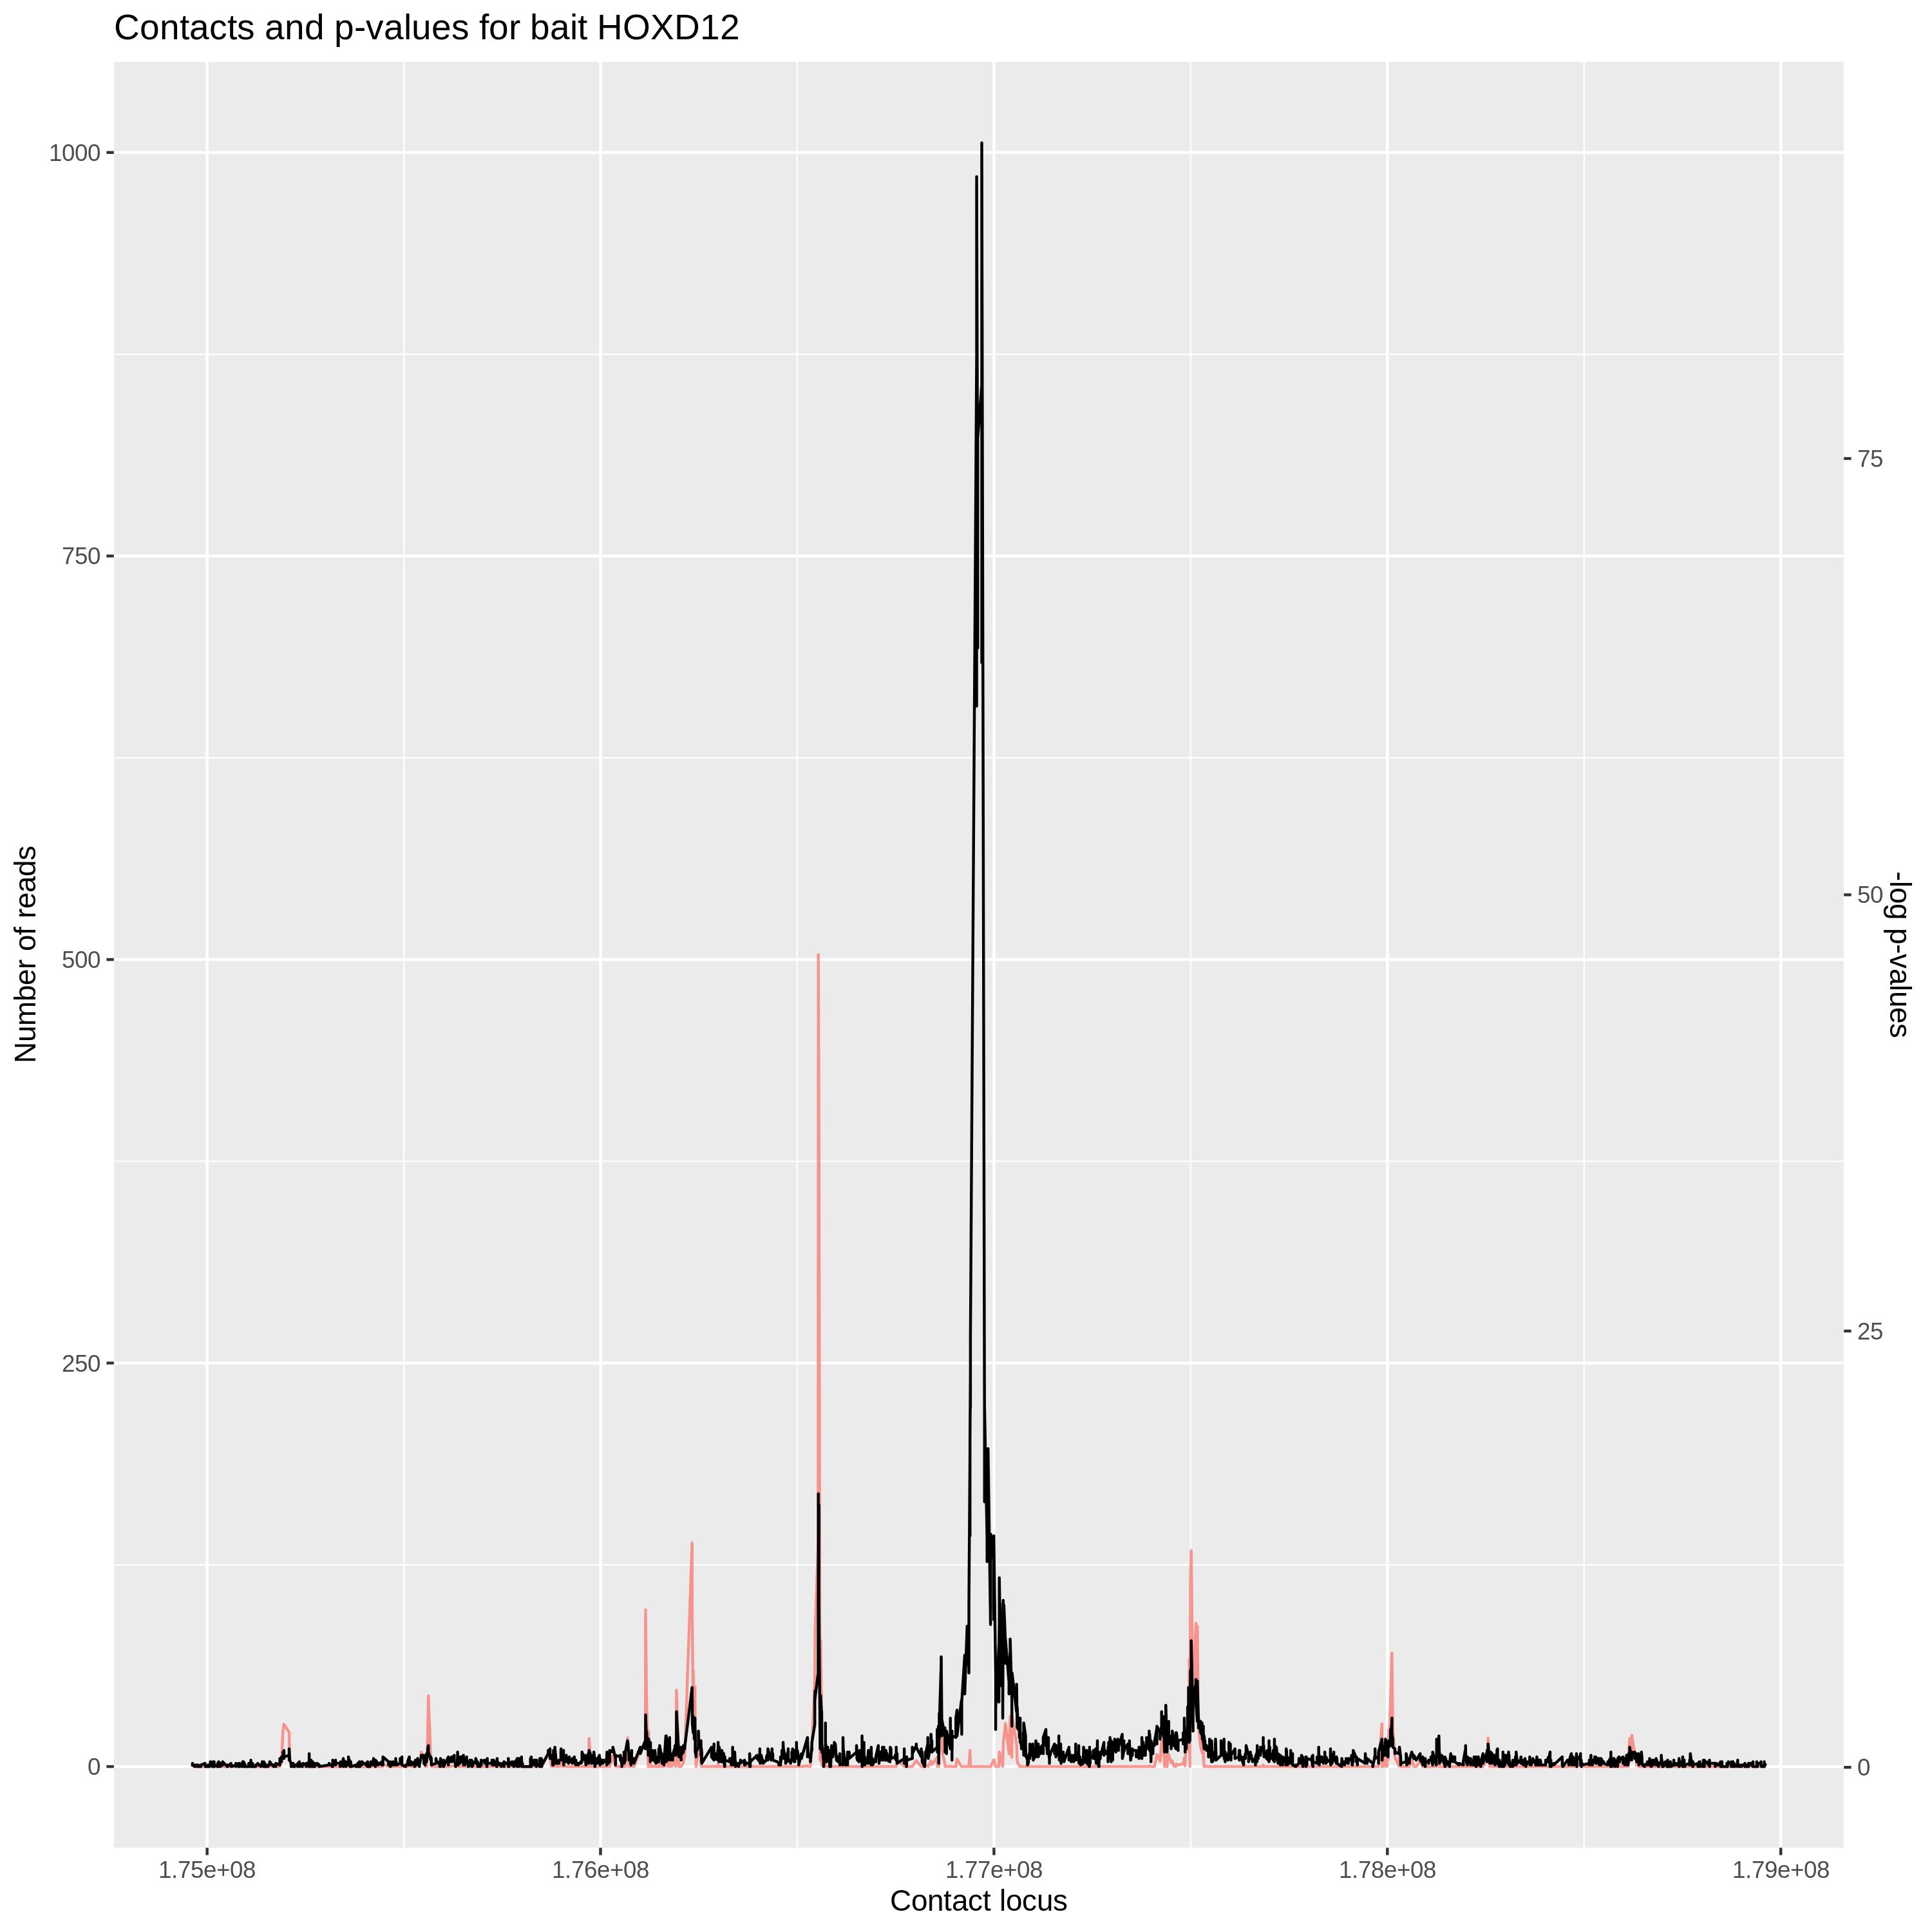 Contacts and p-values for bait HOXD12
1000
750
500
250
0
Number of reads
75
50
25
0
-log p-values
1.75e+08
1.76e+08
1.77e+08
1.78e+08
1.79e+08
Contact locus